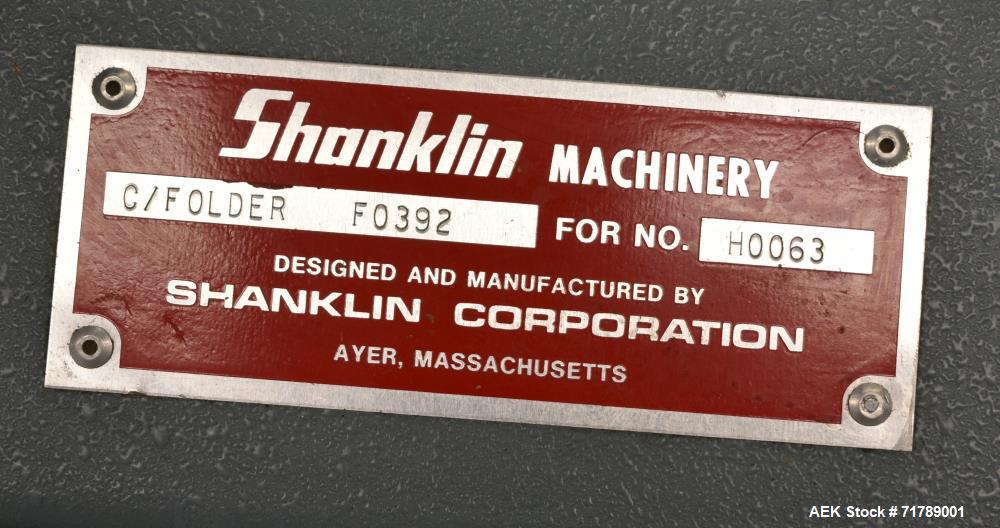 Shanklin MACHINERY
C/FOLDER F0392 FOR NO. H0063
DESIGNED AND MANUFACTURED BY
SHANKLIN CORPORATION
AYER, MASSACHUSETTS
AEK Stock # 71789001